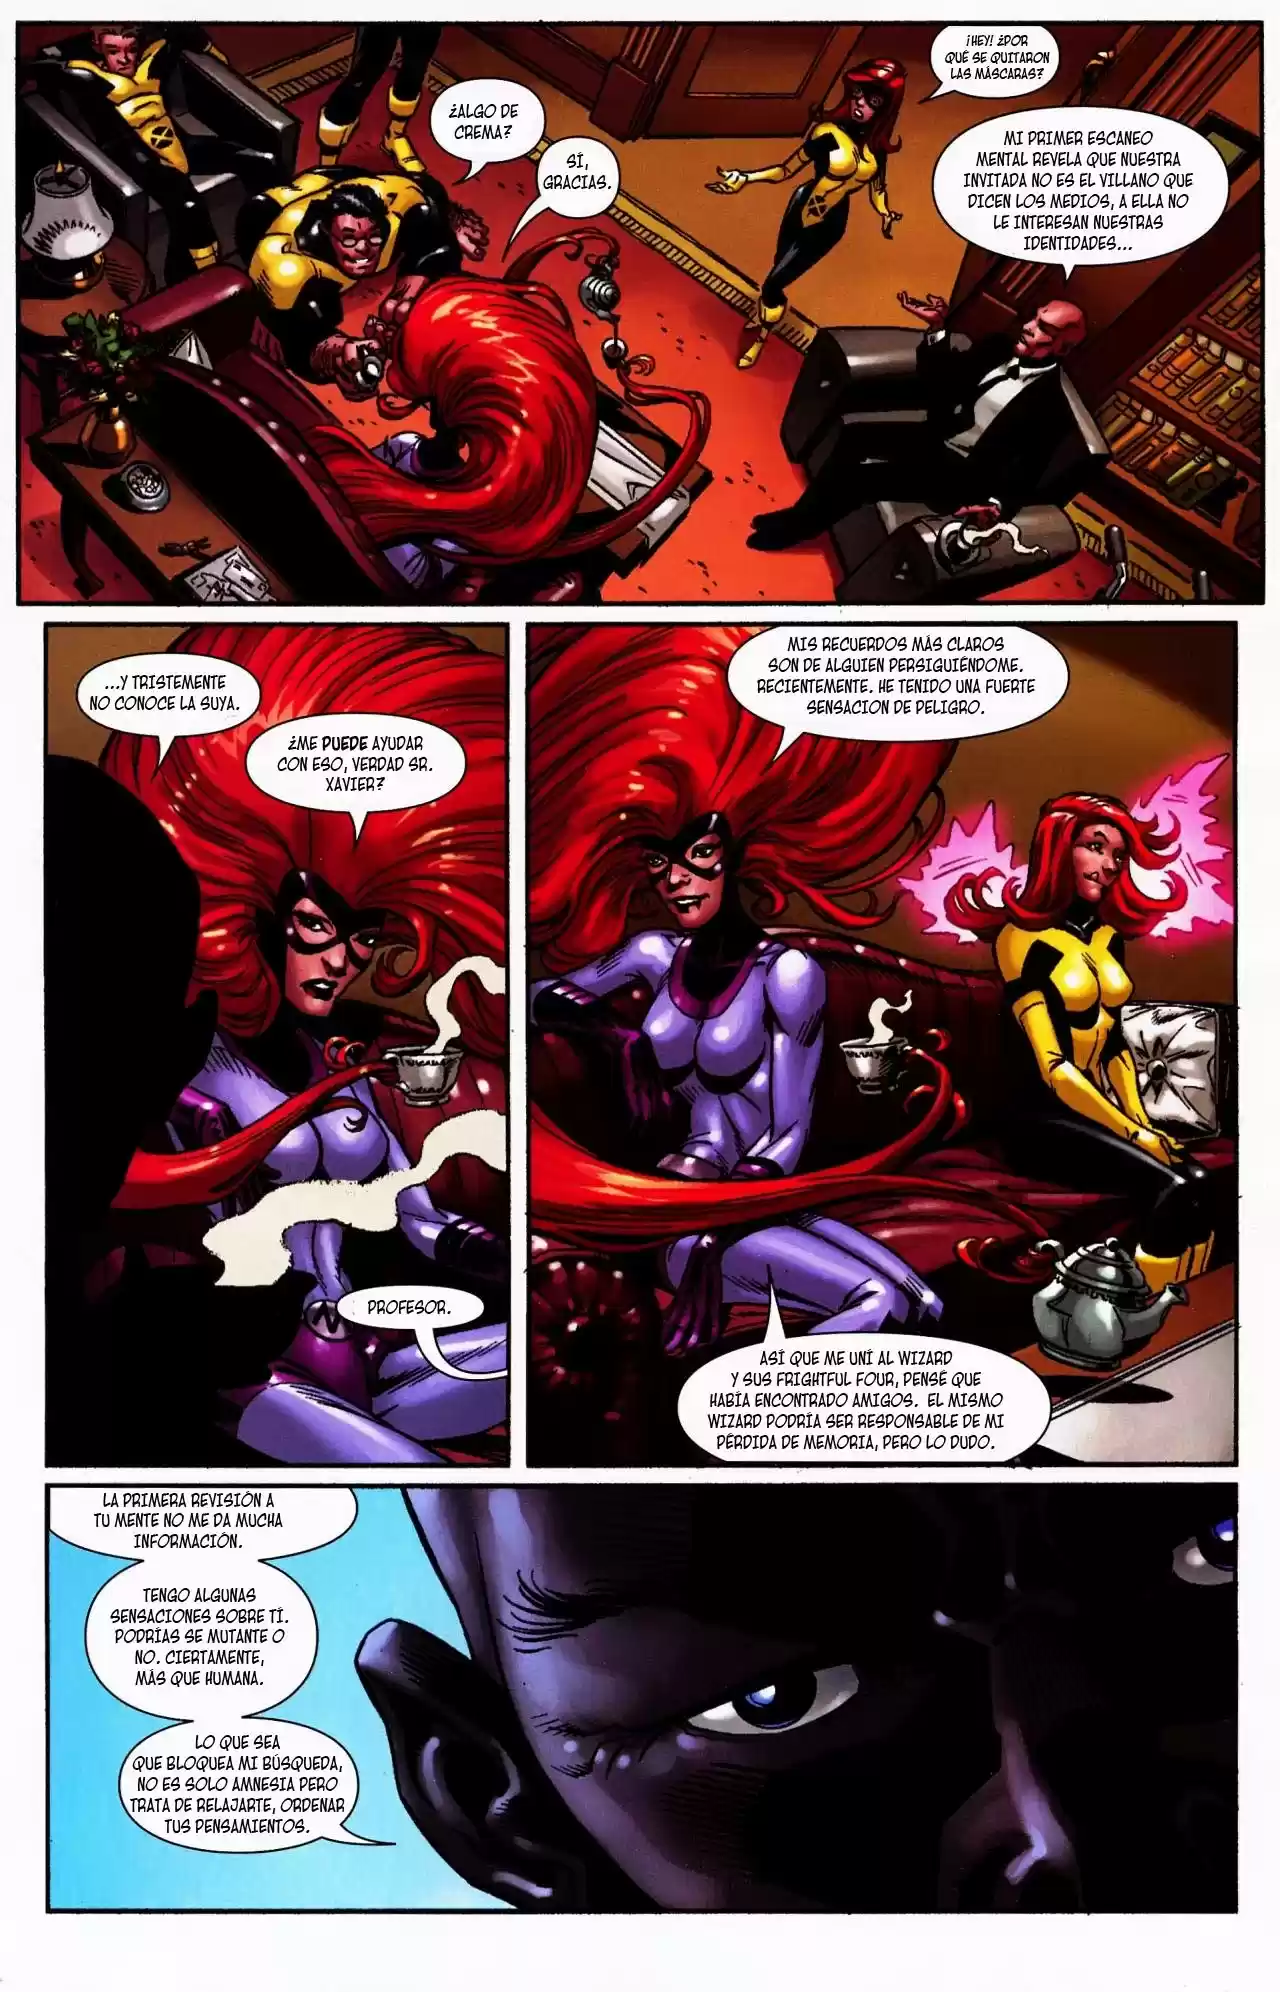 ¡HEY! ¿POR
QUÉ SE QUITARON
LAS MÁSCARAS?
¿ALGO DE
CREMA?
SÍ,
GRACIAS.
MI PRIMER ESCANEO
MENTAL REVELA QUE NUESTRA
INVITADA NO ES EL VILLANO QUE
DICEN LOS MEDIOS, A ELLA NO
LE INTERESAN NUESTRAS
IDENTIDADES...
...Y TRISTEMENTE
NO CONOCE LA SUYA.
¿ME PUEDE AYUDAR
CON ESO, VERDAD SR.
XAVIER?
PROFESOR.
N
MIS RECUERDOS MÁS CLAROS
SON DE ALGUIEN PERSIGUIÉNDOME.
RECIENTEMENTE. HE TENIDO UNA FUERTE
SENSACION DE PELIGRO.
ASÍ QUE ME UNÍ AL WIZARD
Y SUS FRIGHTFUL FOUR, PENSÉ QUE
HABÍA ENCONTRADO AMIGOS. EL MISMO
WIZARD PODRÍA SER RESPONSABLE DE MI
PÉRDIDA DE MEMORIA, PERO LO DUDO.
LA PRIMERA REVISIÓN A
TU MENTE NO ME DA MUCHA
INFORMACIÓN.
TENGO ALGUNAS
SENSACIONES SOBRE TÍ.
PODRÍAS SE MUTANTE O
NO. CIERTAMENTE,
MÁS QUE HUMANA.
LO QUE SEA
QUE BLOQUEA MI BÚSQUEDA,
NO ES SOLO AMNESIA PERO
TRATA DE RELAJARTE, ORDENAR
TUS PENSAMIENTOS.